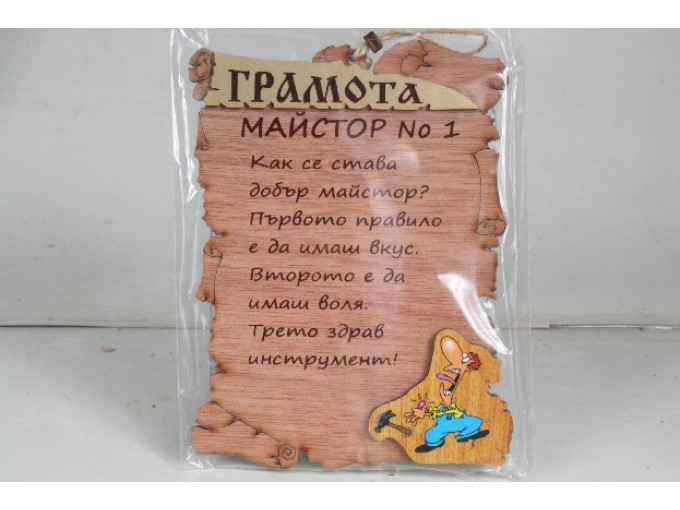 ГРАМОТА
МАЙСТОР No 1
Как се става
добър майстор?
Първото правило
е да имаш вкус.
Второто е да
имаш воля.
Трето здрав
инструмент!